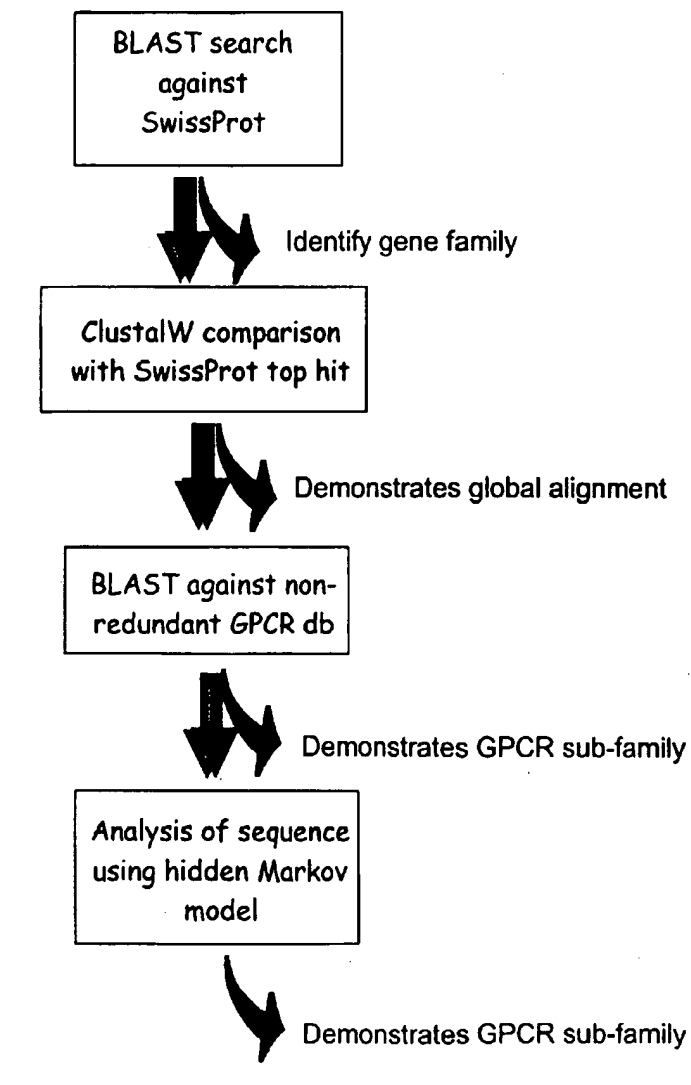 BLAST search
against
SwissProt
Identify gene family
ClustalW comparison
with SwissProt top hit
Demonstrates global alignment
BLAST against non-
redundant GPCR db
Demonstrates GPCR sub-family
Analysis of sequence
using hidden Markov
model
Demonstrates GPCR sub-family